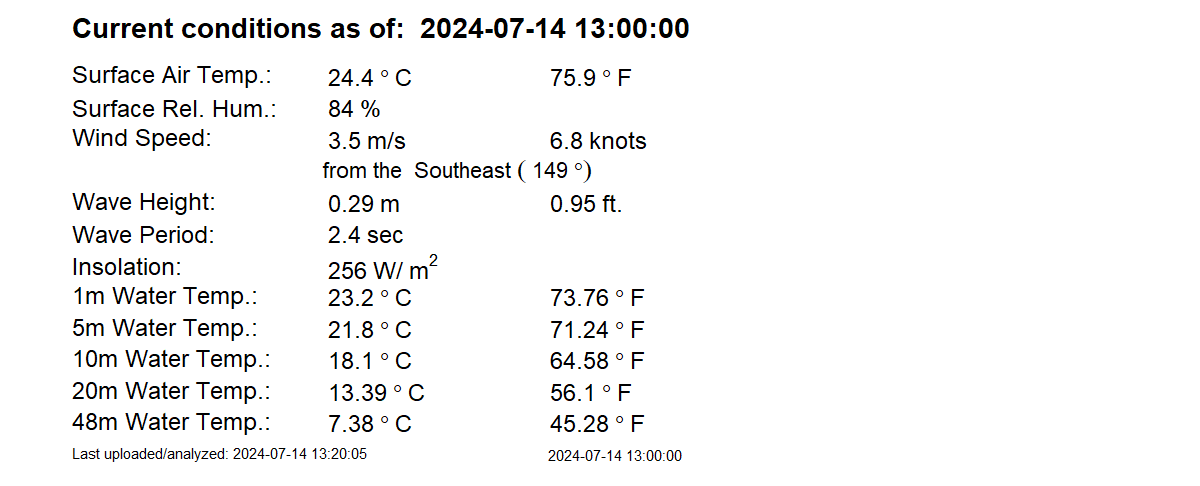 Current conditions as of:  2024-07-14 13:00:00
Surface Air Temp.: 24.4 ° C 75.9 ° F
Surface Rel. Hum.: 84 %
Wind Speed: 3.5 m/s 6.8 knots
from the  Southeast ( 149 °)
Wave Height: 0.29 m 0.95 ft.
Wave Period: 2.4 sec
Insolation: 256 W/ m²
1m Water Temp.: 23.2 ° C 73.76 ° F
5m Water Temp.: 21.8 ° C 71.24 ° F
10m Water Temp.: 18.1 ° C 64.58 ° F
20m Water Temp.: 13.39 ° C 56.1 ° F
48m Water Temp.: 7.38 ° C 45.28 ° F
Last uploaded/analyzed: 2024-07-14 13:20:05 2024-07-14 13:00:00